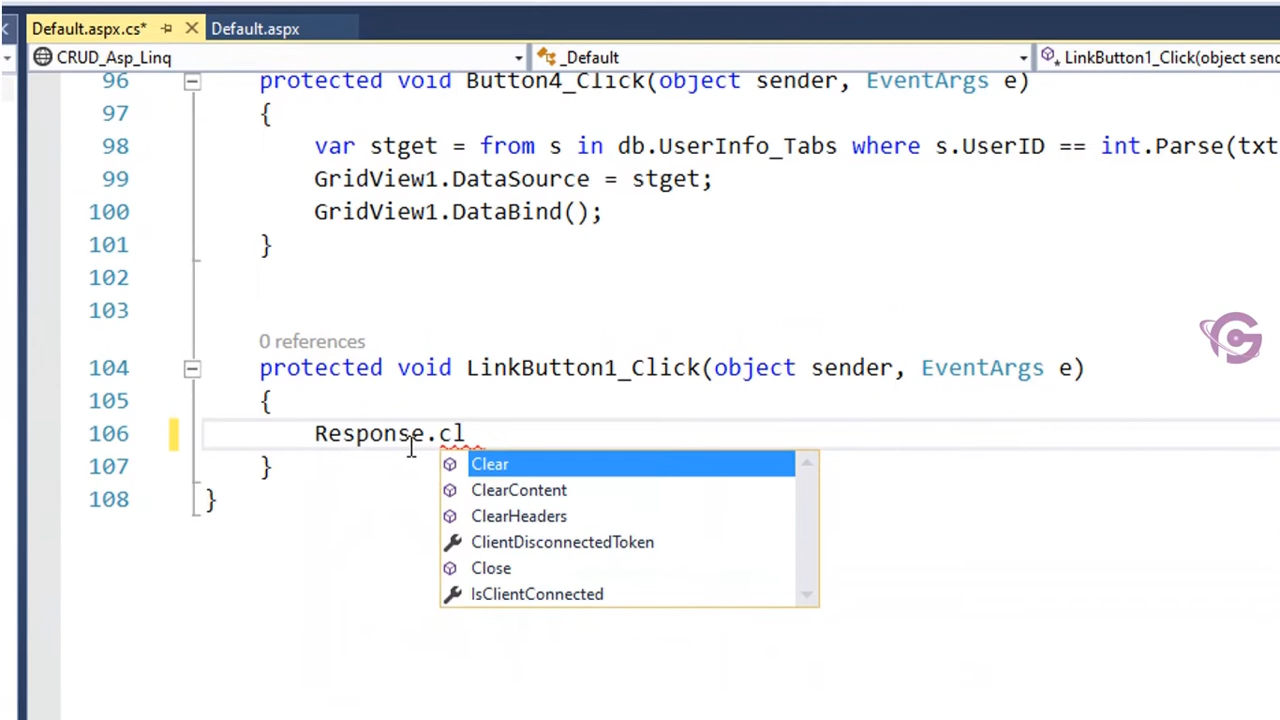 Default.aspx.cs* Default.aspx
CRUD_Asp_Linq _Default LinkButton1_Click(object send
96 protected void Button4_Click(object sender, EventArgs e)
97 {
98 var stget = from s in db.UserInfo_Tabs where s.UserID == int.Parse(txt
99 GridView1.DataSource = stget;
100 GridView1.DataBind();
101 }
102
103
0 references
104 protected void LinkButton1_Click(object sender, EventArgs e)
105 {
106 Response.cl
Clear
107 }
ClearContent
108 }
ClearHeaders
ClientDisconnectedToken
Close
IsClientConnected